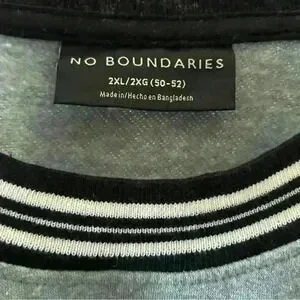 NO BOUNDARIES
2XL/2XG (50-52)
Made in/Hecho en Bangladesh